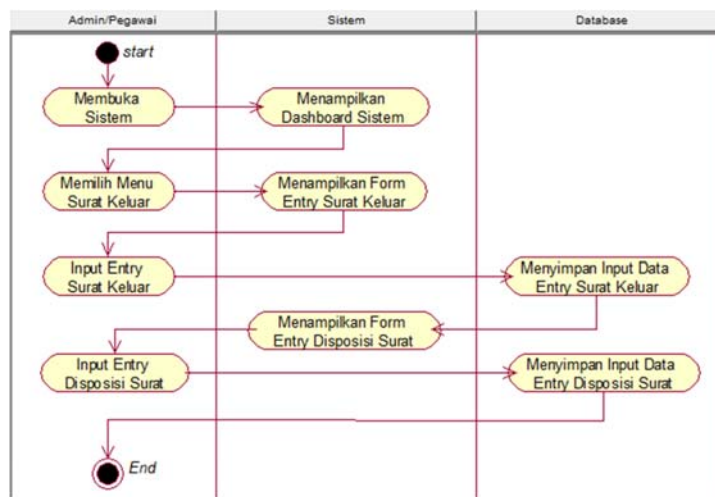 Admin/Pegawai
Sistem
Database
start
Membuka
Sistem
Menampilkan
Dashboard Sistem
Memilih Menu
Surat Keluar
Menampilkan Form
Entry Surat Keluar
Input Entry
Surat Keluar
Menyimpan Input Data
Entry Surat Keluar
Menampilkan Form
Entry Disposisi Surat
Input Entry
Disposisi Surat
Menyimpan Input Data
Entry Disposisi Surat
End